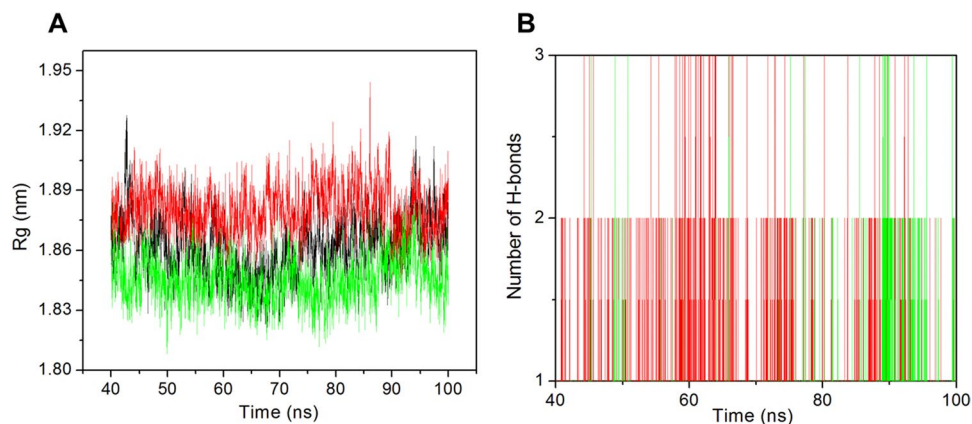 A
1.95
1.92
1.89
1.86
1.83
1.80
Rg (nm)
40 50 60 70 80 90 100
Time (ns)
B
3
2
1
Number of H-bonds
40 60 80 100
Time (ns)